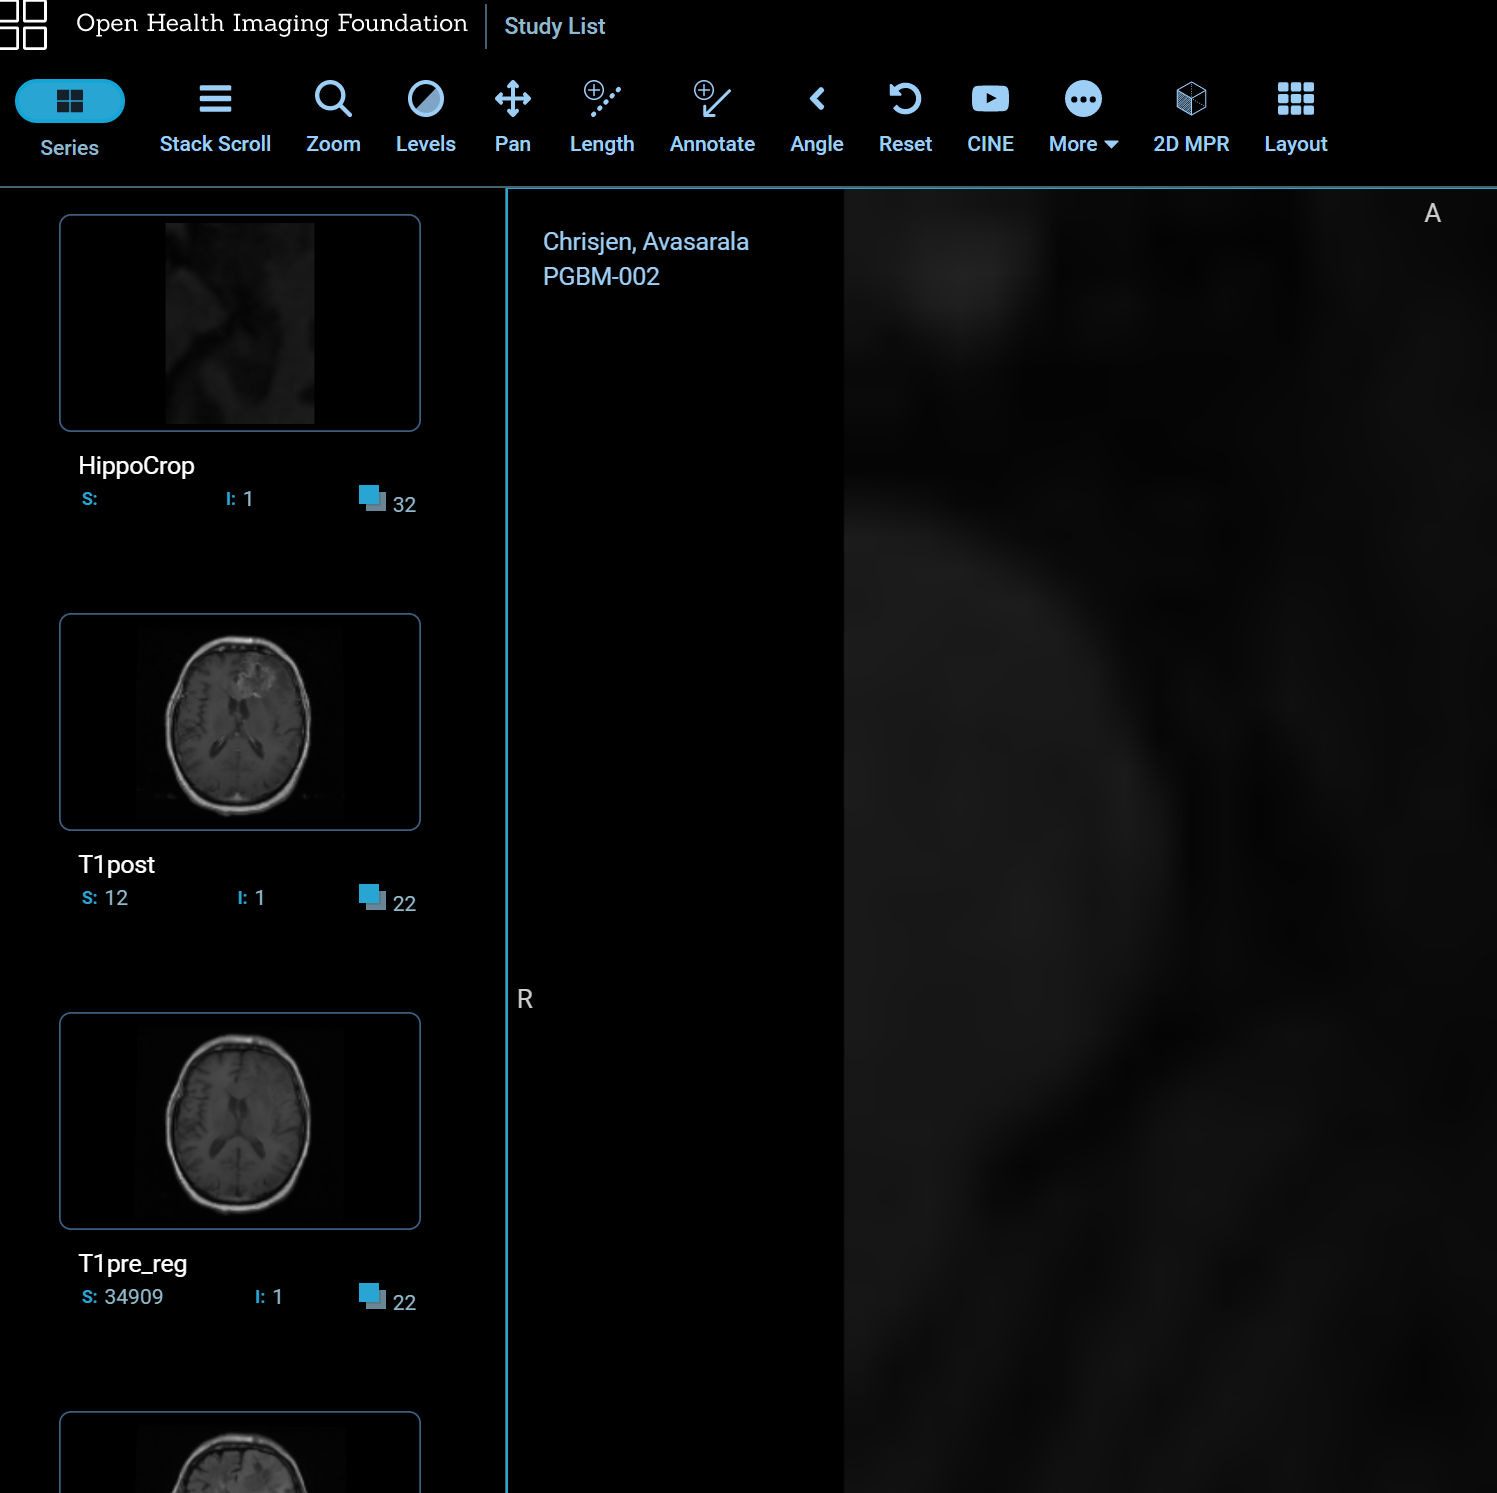 Open Health Imaging Foundation
Study List
Series
Stack Scroll
Zoom
Levels
Pan
Length
Annotate
Angle
Reset
CINE
More
2D MPR
Layout
HippoCrop
S: I: 1 32
T1post
S: 12 I: 1 22
T1pre_reg
S: 34909 I: 1 22
Chrisjen, Avasarala
PGBM-002
A
R